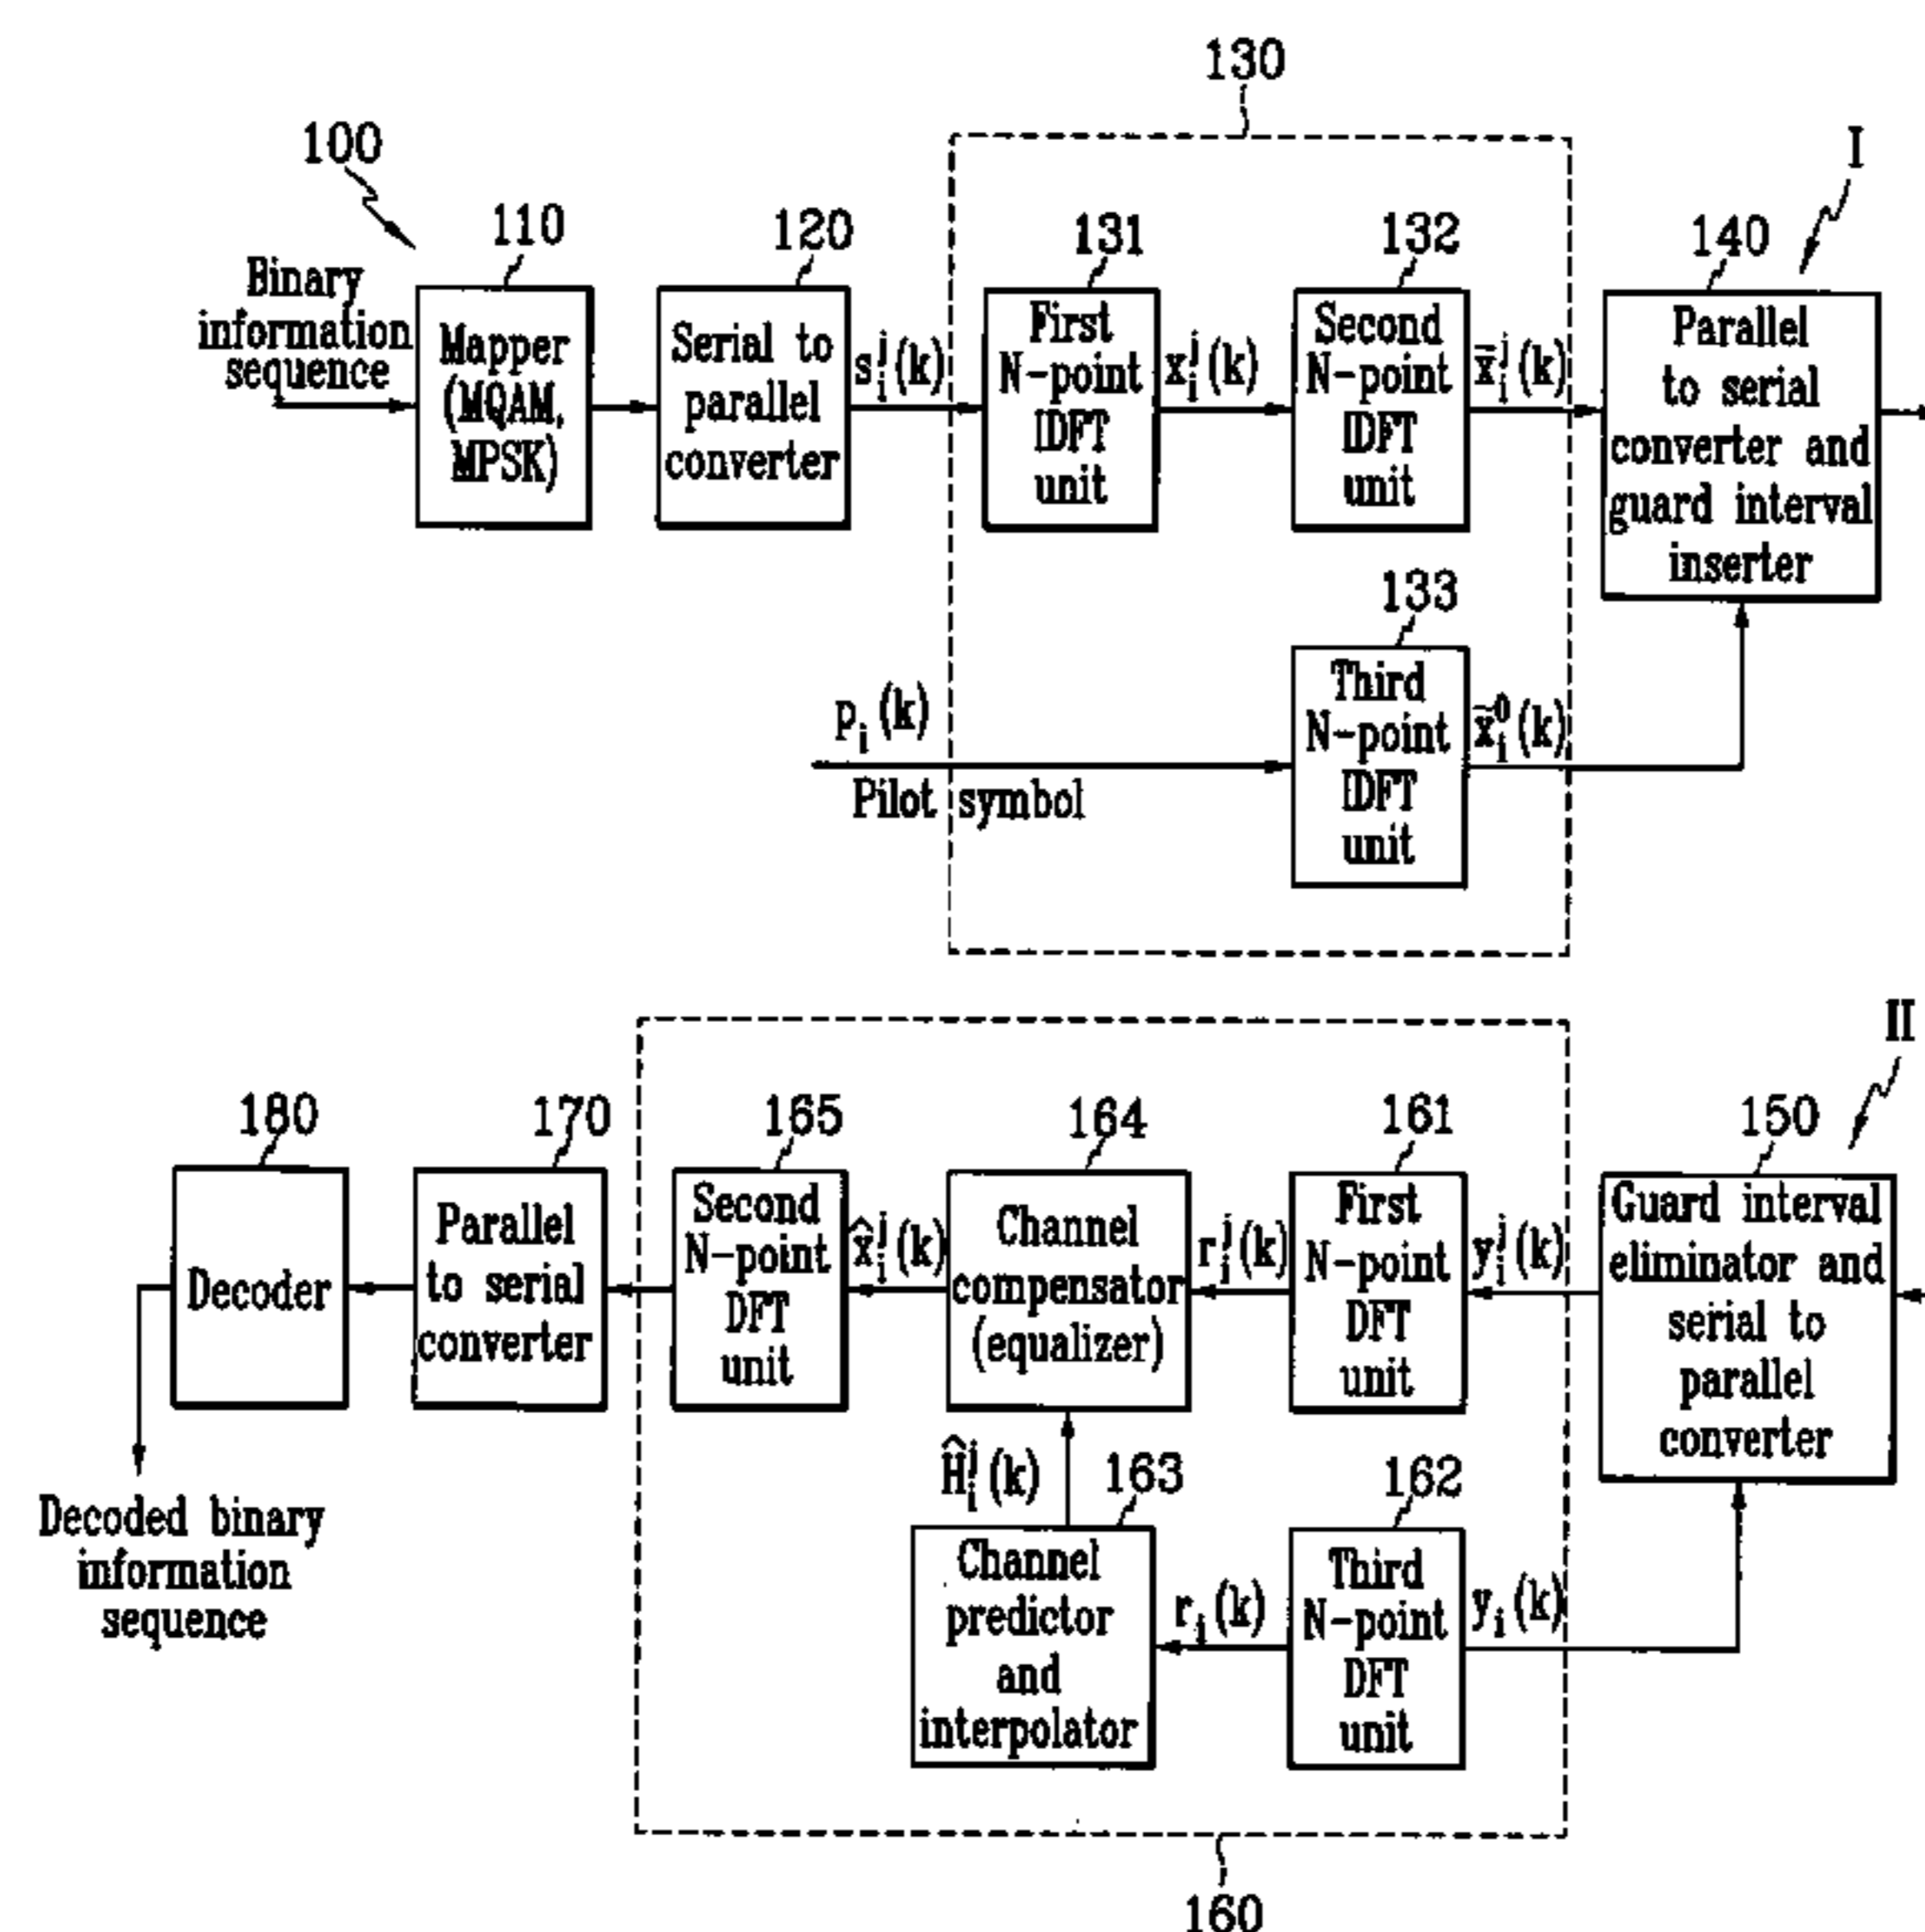 130
100
I
110
120
131
132
140
Binary
information
sequence
Mapper
(MQAM,
MPSK)
Serial to
parallel
converter
s_i^j(k)
First
N-point
IDFT
unit
x_i^j(k)
Second
N-point
IDFT
unit
x̄_i^j(k)
Parallel
to serial
converter and
guard interval
inserter
133
p_i(k)
Pilot symbol
Third
N-point
IDFT
unit
x̄_i^0(k)
II
180
170
165
164
161
150
Decoder
Parallel
to serial
converter
Second
N-point
DFT
unit
x̂_i^j(k)
Channel
compensator
(equalizer)
r_i^j(k)
First
N-point
DFT
unit
y_i^j(k)
Guard interval
eliminator and
serial to
parallel
converter
Decoded binary
information
sequence
Ĥ_i^j(k)
163
162
Channel
predictor
and
interpolator
r_i(k)
Third
N-point
DFT
unit
y_i(k)
160